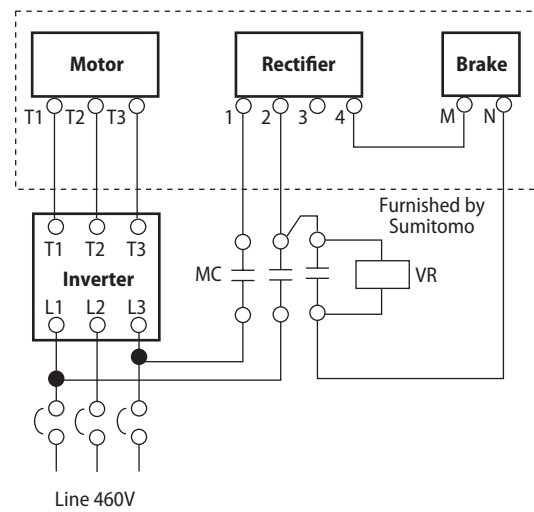 Motor Rectifier Brake
T1 T2 T3 1 2 3 4 M N
Furnished by
Sumitomo
T1 T2 T3
Inverter MC VR
L1 L2 L3
Line 460V